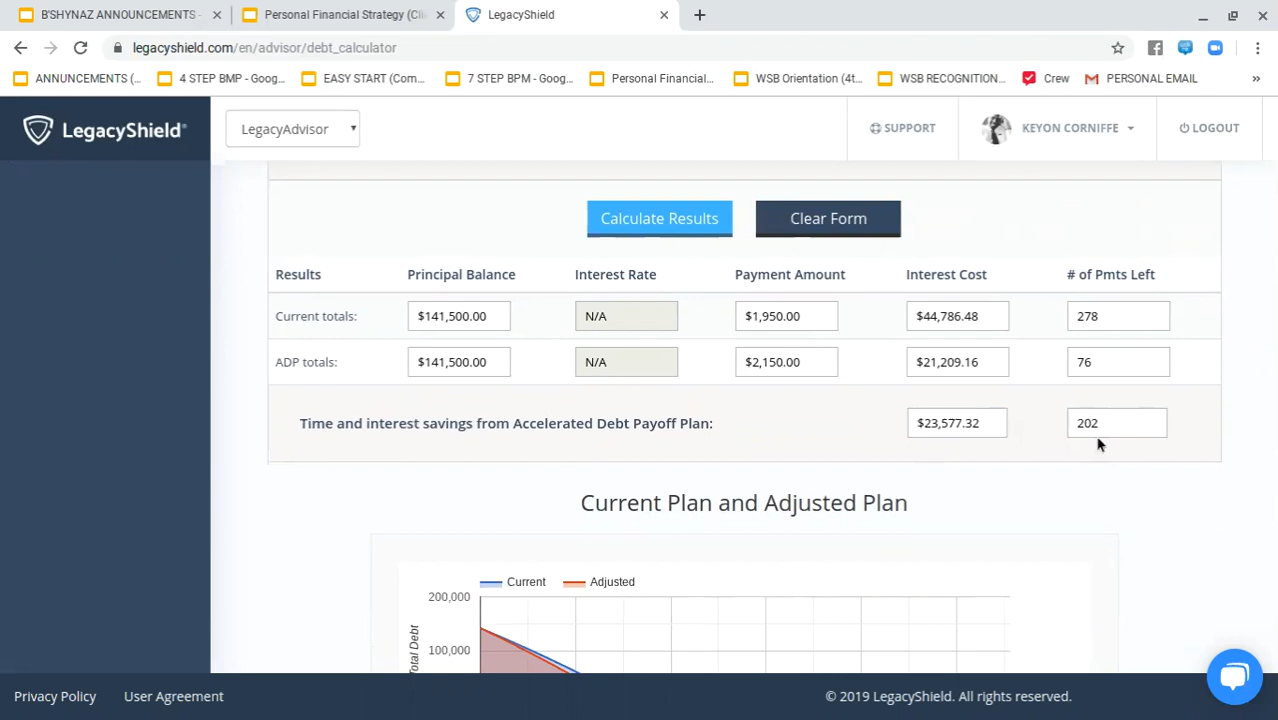 B'SHYNAZ ANNOUNCEMENTS -
Personal Financial Strategy (Cli
LegacyShield
legacyshield.com/en/advisor/debt_calculator
ANNUNCEMENTS (...
4 STEP BMP - Goog...
EASY START (Com...
7 STEP BPM - Goog...
Personal Financial...
WSB Orientation (4t...
WSB RECOGNITION...
Crew
PERSONAL EMAIL
»
LegacyShield®
LegacyAdvisor
SUPPORT
KEYON CORNIFFE
LOGOUT
Calculate Results
Clear Form
Results Principal Balance Interest Rate Payment Amount Interest Cost # of Pmts Left
Current totals: $141,500.00 N/A $1,950.00 $44,786.48 278
ADP totals: $141,500.00 N/A $2,150.00 $21,209.16 76
Time and interest savings from Accelerated Debt Payoff Plan: $23,577.32 202
Current Plan and Adjusted Plan
Current Adjusted
200,000
100,000
Total Debt
Privacy Policy User Agreement © 2019 LegacyShield. All rights reserved.